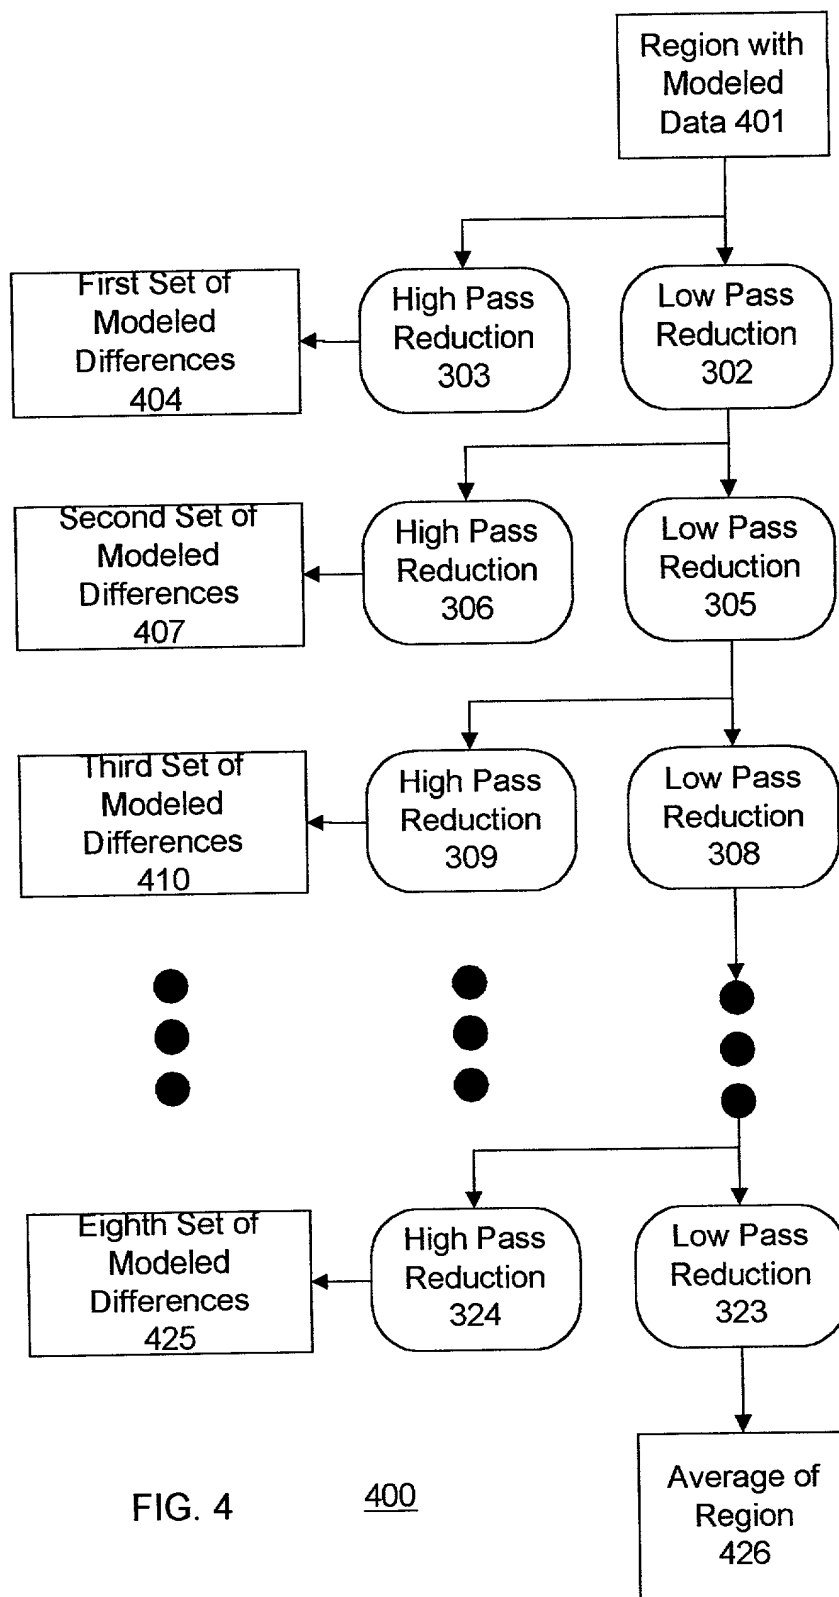 Region with
Modeled
Data 401
First Set of
Modeled
Differences
404
High Pass
Reduction
303
Low Pass
Reduction
302
Second Set of
Modeled
Differences
407
High Pass
Reduction
306
Low Pass
Reduction
305
Third Set of
Modeled
Differences
410
High Pass
Reduction
309
Low Pass
Reduction
308
Eighth Set of
Modeled
Differences
425
High Pass
Reduction
324
Low Pass
Reduction
323
Average of
Region
426
FIG. 4
400